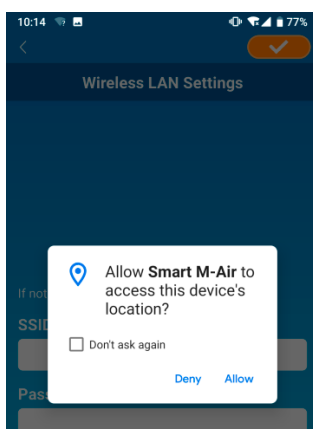 10:14 77%
Wireless LAN Settings
Allow Smart M-Air to
access this device's
location?
If not
SSID
Don't ask again
Deny Allow
Pas